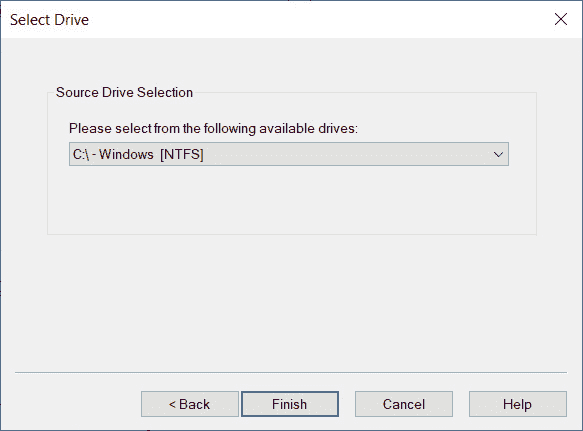 Select Drive
Source Drive Selection
Please select from the following available drives:
C:\ - Windows [NTFS]
< Back Finish Cancel Help